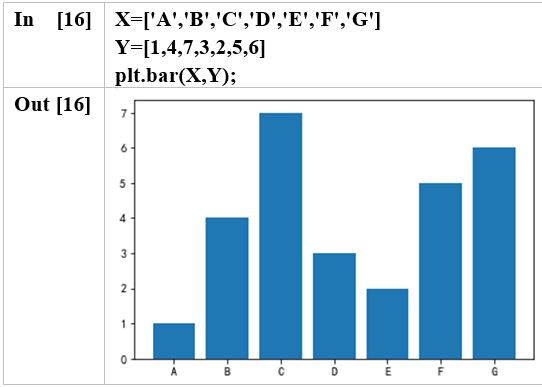 In [16]
X=['A','B','C','D','E','F','G']
Y=[1,4,7,3,2,5,6]
plt.bar(X,Y);
Out [16]
7
6
5
4
3
2
1
0
A B C D E F G